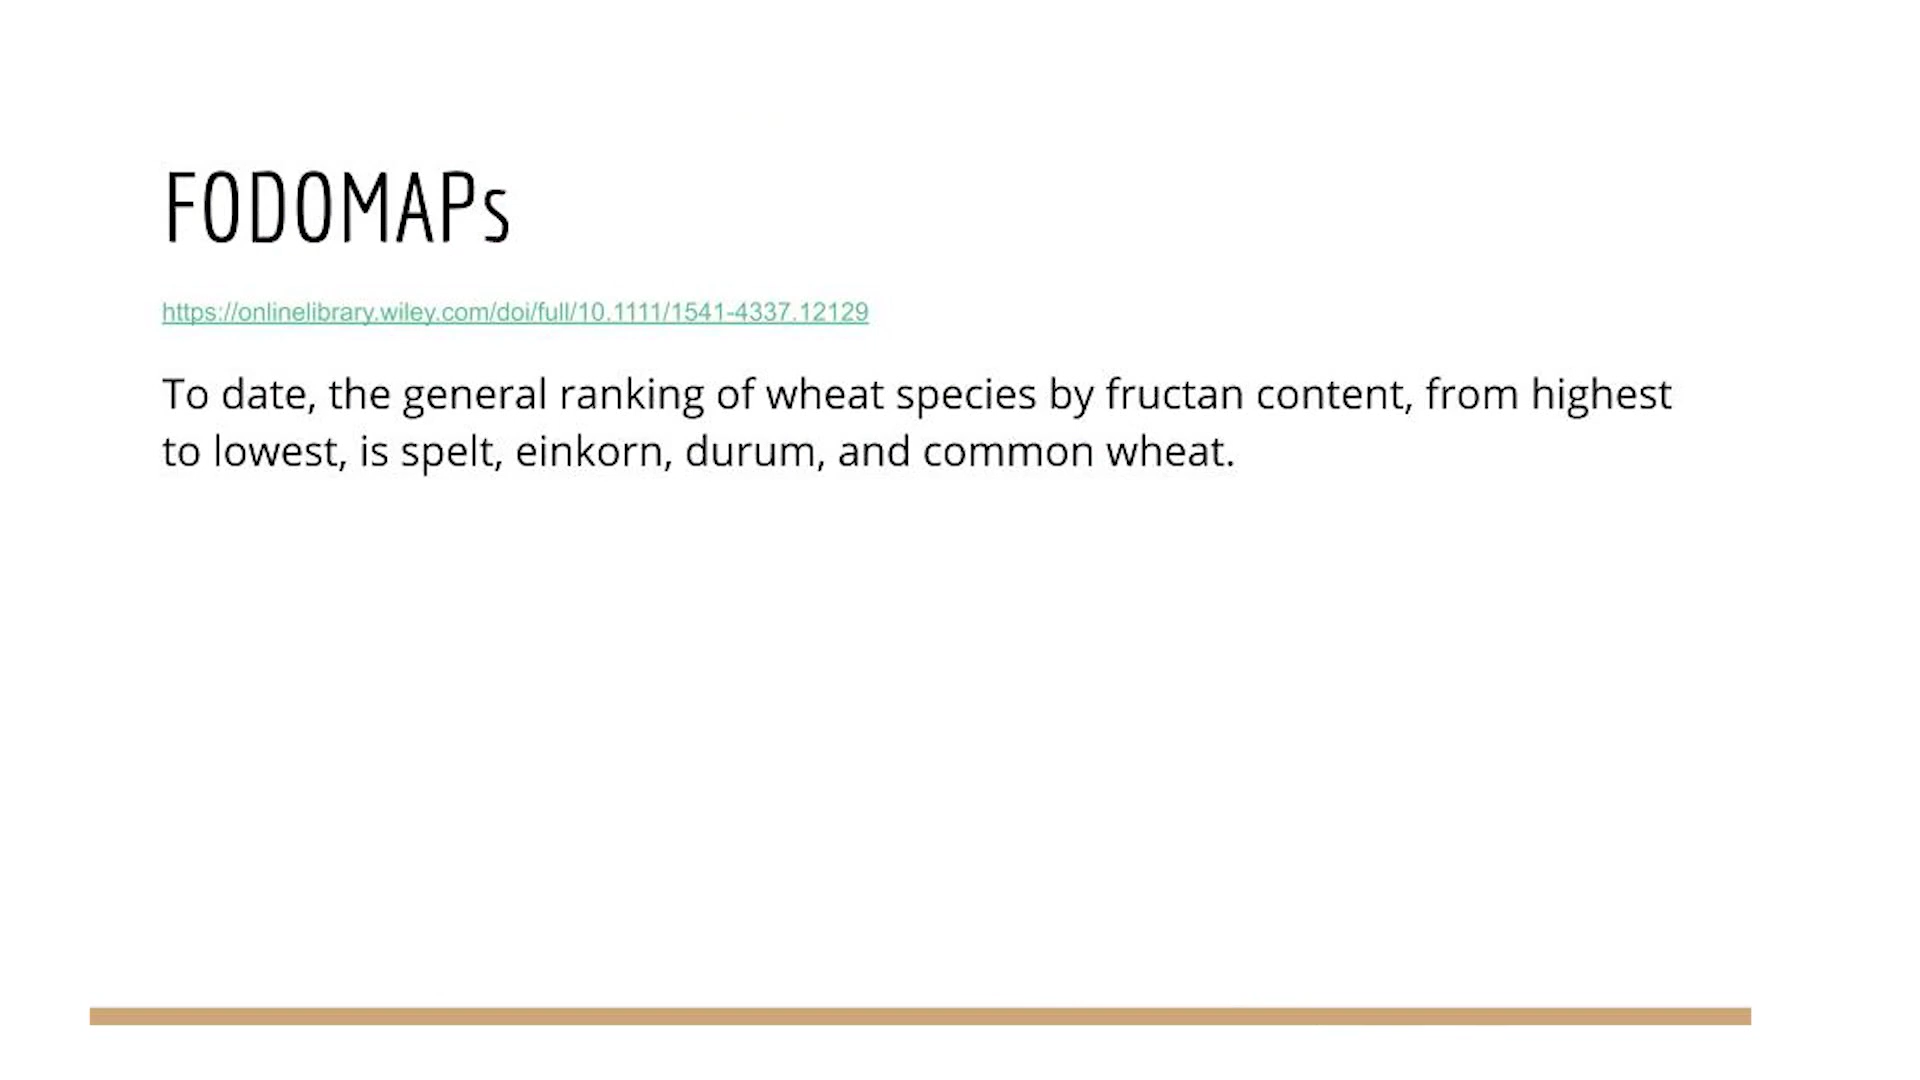 FODOMAPs
https://onlinelibrary.wiley.com/doi/full/10.1111/1541-4337.12129
To date, the general ranking of wheat species by fructan content, from highest
to lowest, is spelt, einkorn, durum, and common wheat.